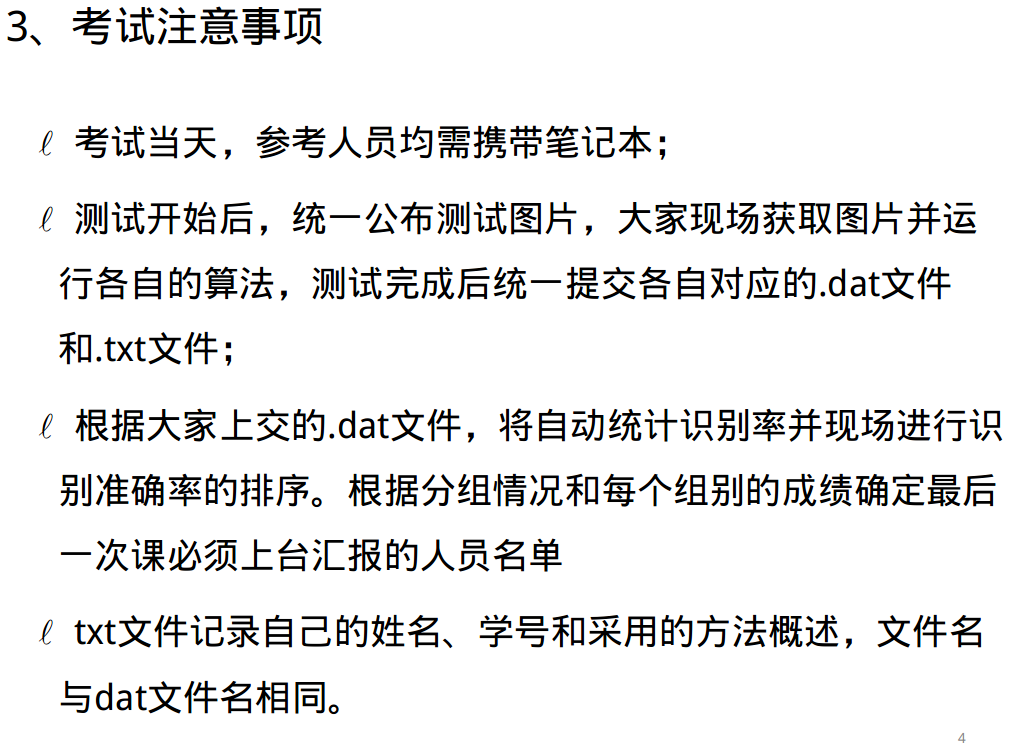 3、考试注意事项
ℓ 考试当天，参考人员均需携带笔记本；
ℓ 测试开始后，统一公布测试图片，大家现场获取图片并运
行各自的算法，测试完成后统一提交各自对应的.dat文件
和.txt文件；
ℓ 根据大家上交的.dat文件，将自动统计识别率并现场进行识
别准确率的排序。根据分组情况和每个组别的成绩确定最后
一次课必须上台汇报的人员名单
ℓ txt文件记录自己的姓名、学号和采用的方法概述，文件名
与dat文件名相同。
4